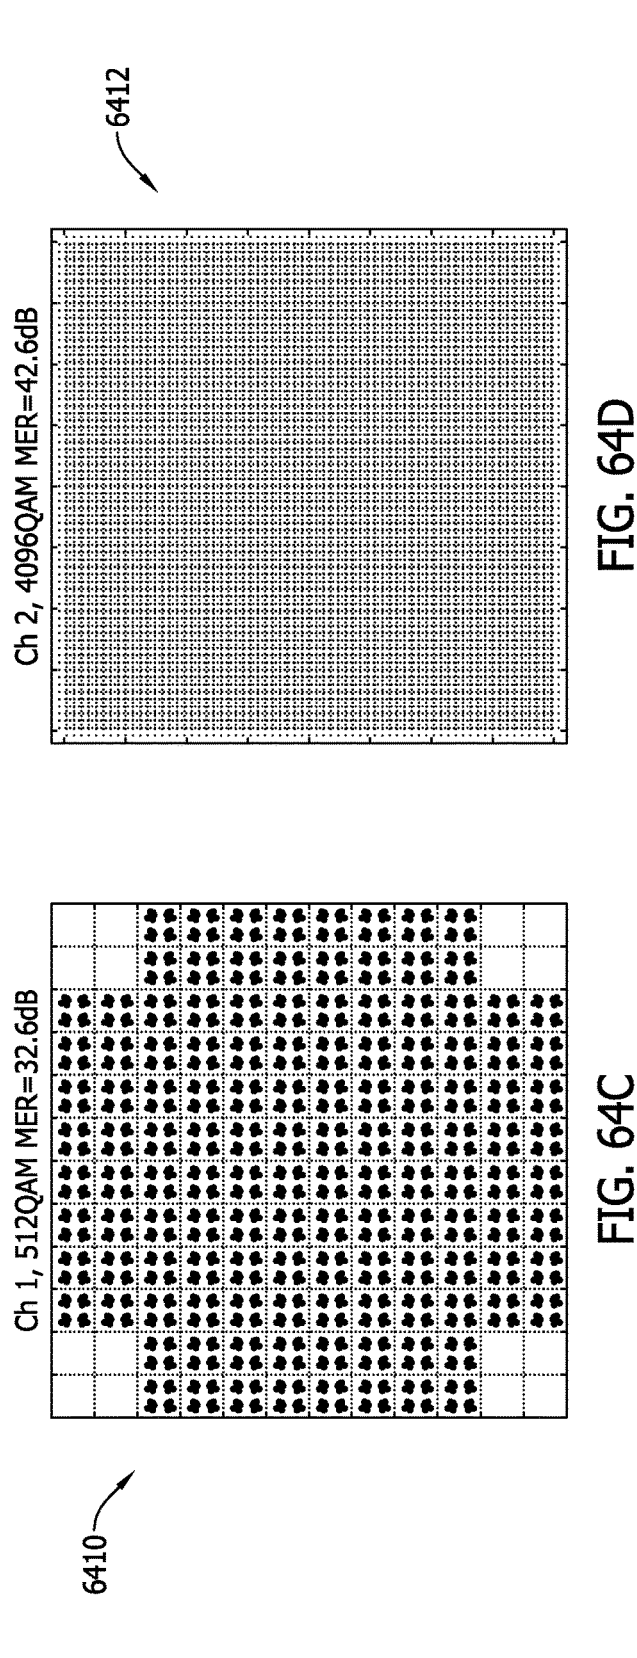 6410
Ch 1, 512QAM MER=32.6dB
FIG. 64C
Ch 2, 4096QAM MER=42.6dB
6412
FIG. 64D